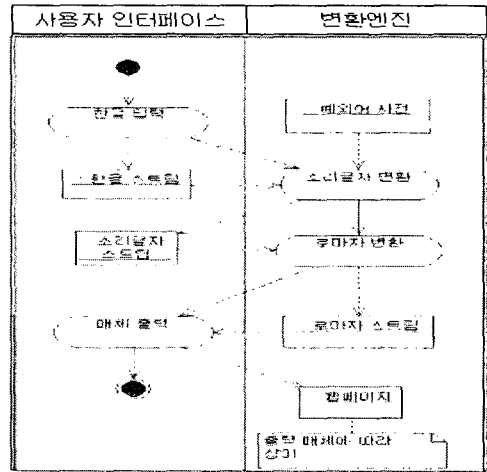 사용자 인터페이스
변환엔진
한글 입력
예외어 사전
한글 스트림
소리글자 변환
소리글자
스트림
로마자 변환
매체 출력
로마자 스트림
웹페이지
출력 매체에 따라
상이